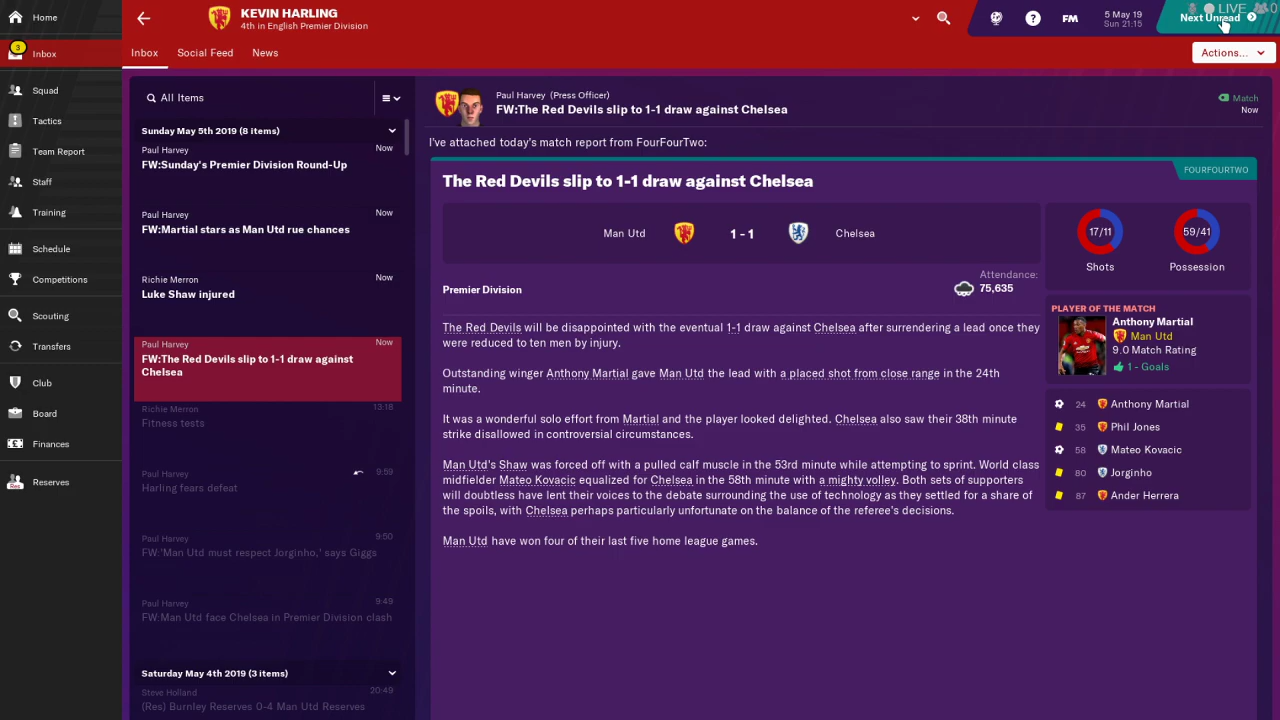 Home
3
Inbox
Squad
Tactics
Team Report
Staff
Training
Schedule
Competitions
Scouting
Transfers
Club
Board
Finances
Res
Reserves
KEVIN HARLING
4th in English Premier Division
?
FM
5 May 19
Sun 21:15
LIVE 0
Next Unread
Inbox
Social Feed
News
Actions...
All Items
Sunday May 5th 2019 (8 items)
Paul Harvey Now
FW:Sunday's Premier Division Round-Up
Paul Harvey Now
FW:Martial stars as Man Utd rue chances
Richie Merron Now
Luke Shaw injured
Paul Harvey Now
FW:The Red Devils slip to 1-1 draw against
Chelsea
Richie Merron 13:18
Fitness tests
Paul Harvey 9:59
Harling fears defeat
Paul Harvey 9:50
FW:'Man Utd must respect Jorginho,' says Giggs
Paul Harvey 9:49
FW:Man Utd face Chelsea in Premier Division clash
Saturday May 4th 2019 (3 items)
Steve Holland 20:49
(Res) Burnley Reserves 0-4 Man Utd Reserves
Paul Harvey (Press Officer)
FW:The Red Devils slip to 1-1 draw against Chelsea
Match
Now
I've attached today's match report from FourFourTwo:
FOURFOURTWO
The Red Devils slip to 1-1 draw against Chelsea
Man Utd 1 - 1 Chelsea
Premier Division
Attendance:
75,635
The Red Devils will be disappointed with the eventual 1-1 draw against Chelsea after surrendering a lead once they
were reduced to ten men by injury.
Outstanding winger Anthony Martial gave Man Utd the lead with a placed shot from close range in the 24th
minute.
It was a wonderful solo effort from Martial and the player looked delighted. Chelsea also saw their 38th minute
strike disallowed in controversial circumstances.
Man Utd's Shaw was forced off with a pulled calf muscle in the 53rd minute while attempting to sprint. World class
midfielder Mateo Kovacic equalized for Chelsea in the 58th minute with a mighty volley. Both sets of supporters
will doubtless have lent their voices to the debate surrounding the use of technology as they settled for a share of
the spoils, with Chelsea perhaps particularly unfortunate on the balance of the referee's decisions.
Man Utd have won four of their last five home league games.
17/11
Shots
59/41
Possession
PLAYER OF THE MATCH
Anthony Martial
Man Utd
9.0 Match Rating
1 - Goals
24 Anthony Martial
35 Phil Jones
58 Mateo Kovacic
80 Jorginho
87 Ander Herrera